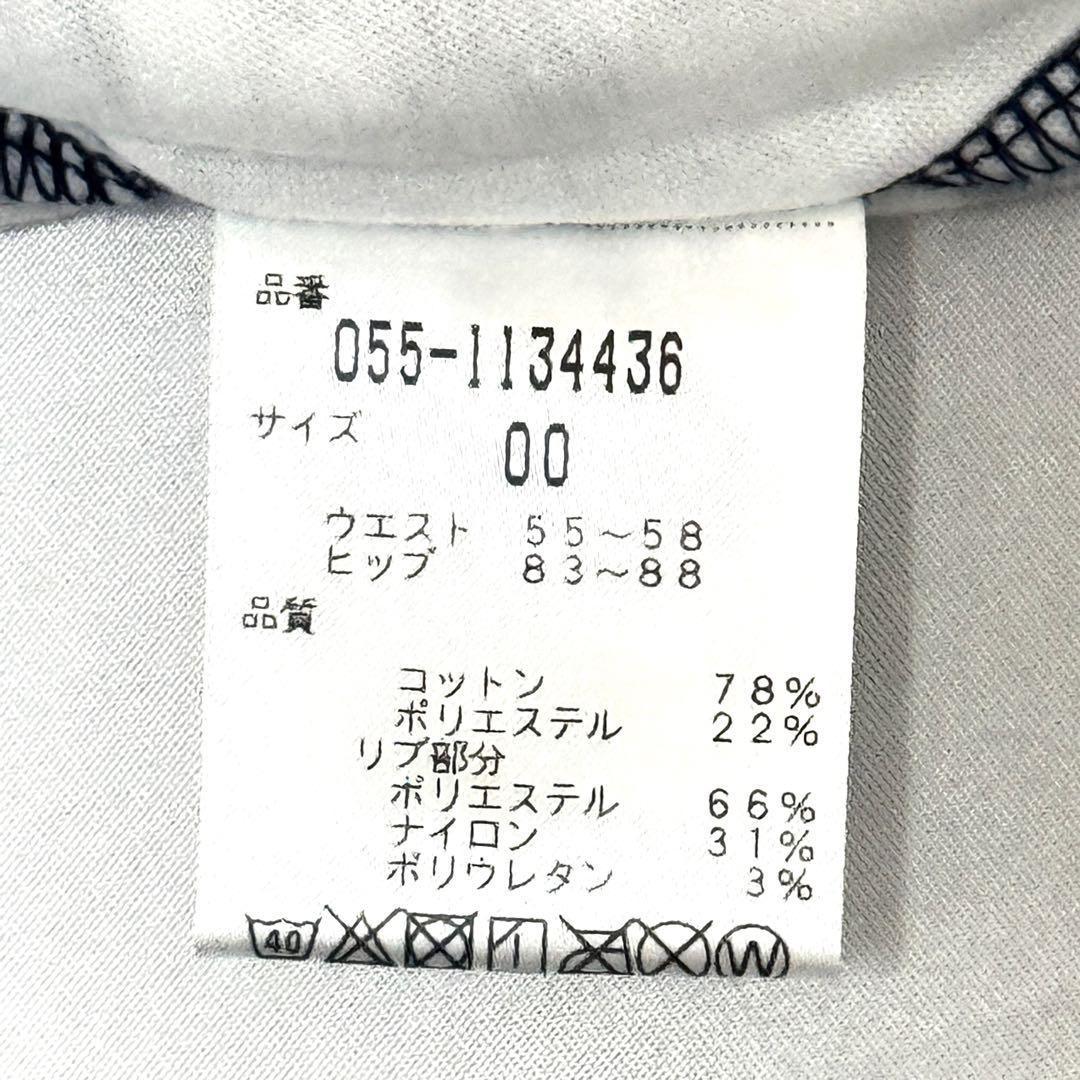 品番
055-1134436
サイズ
00
ウエスト 55~58
ヒップ 83~88
品質
コットン 78%
ポリエステル 22%
リブ部分
ポリエステル 66%
ナイロン 31%
ポリウレタン 3%
40
W